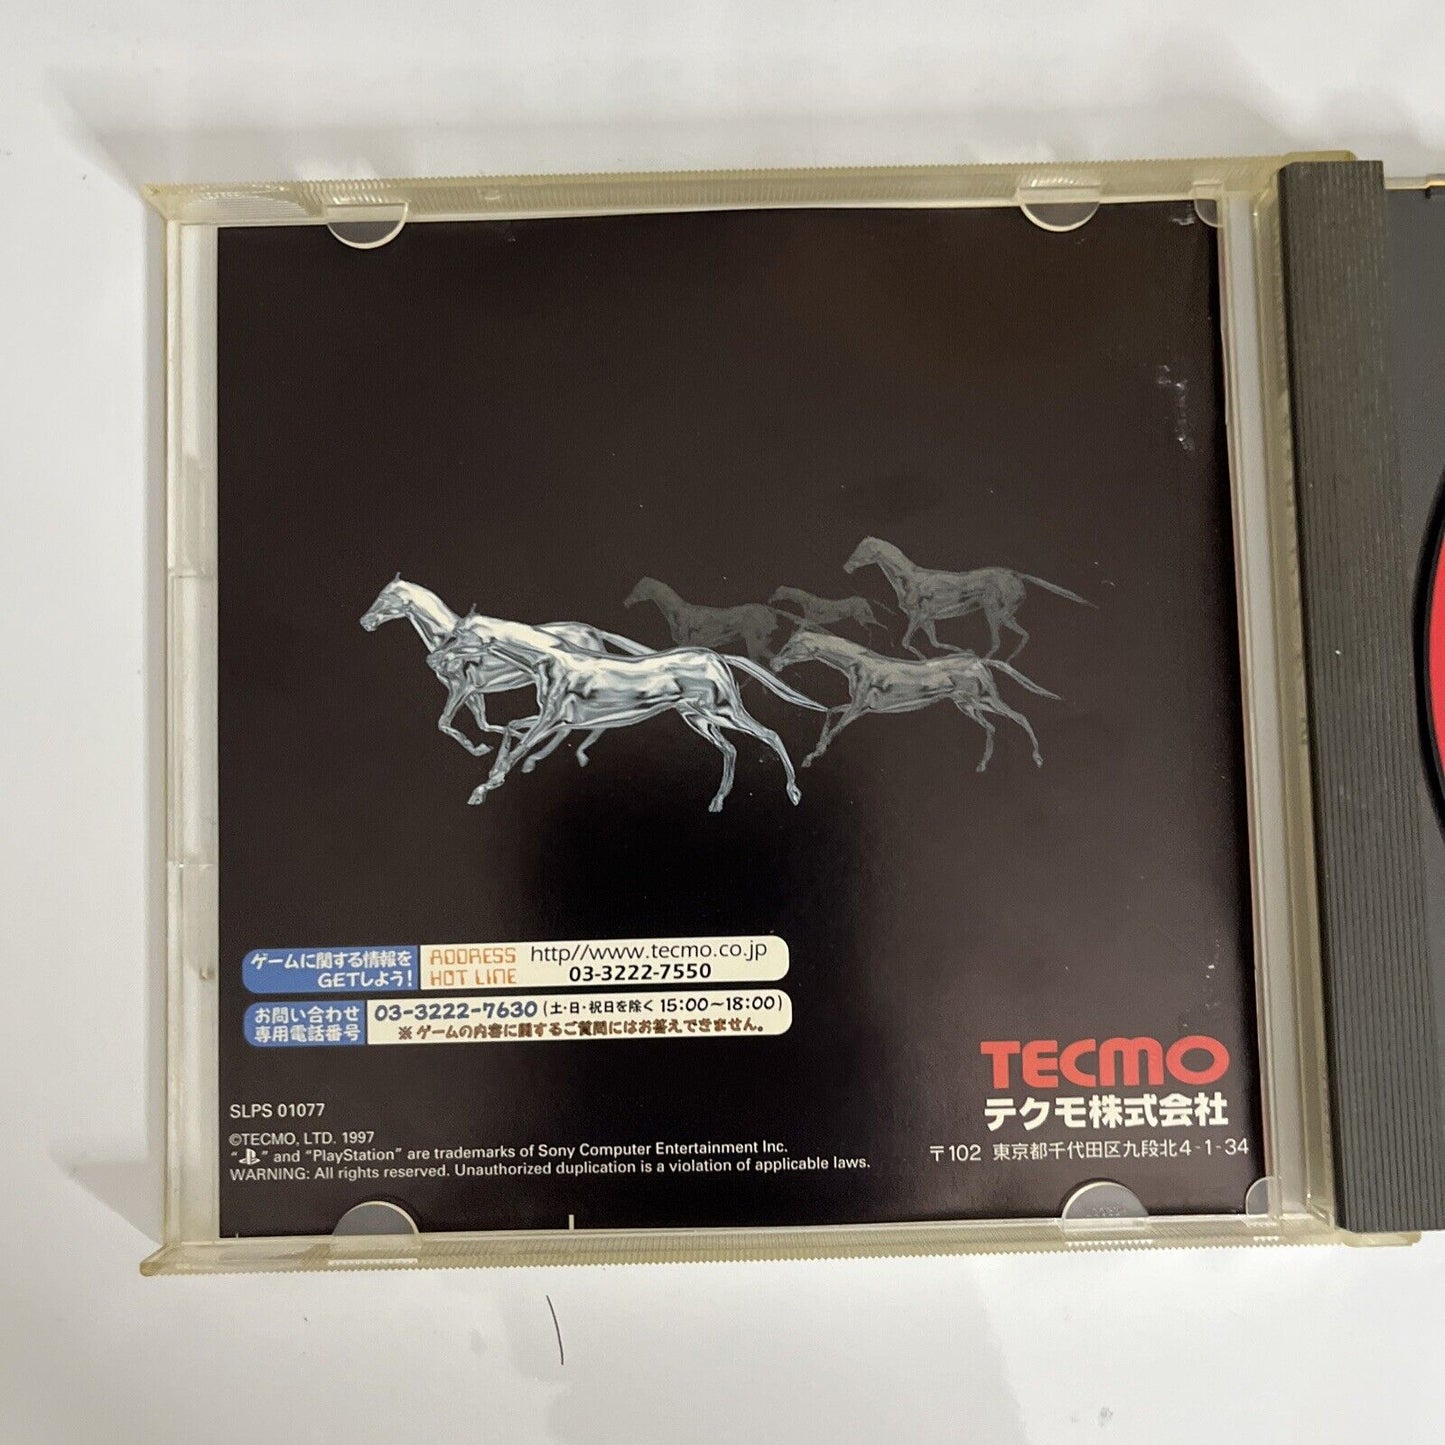 ゲームに関する情報を
GETしよう!
ADDRESS http//www.tecmo.co.jp
HOT LINE 03-3222-7550
お問い合わせ
専用電話番号
03-3222-7630 (土・日・祝日を除く 15:00〜18:00)
※ゲームの内容に関するご質問にはお答えできません。
TECMO
テクモ株式会社
〒102 東京都千代田区九段北4-1-34
SLPS 01077
©TECMO, LTD. 1997
“PS” and “PlayStation” are trademarks of Sony Computer Entertainment Inc.
WARNING: All rights reserved. Unauthorized duplication is a violation of applicable laws.